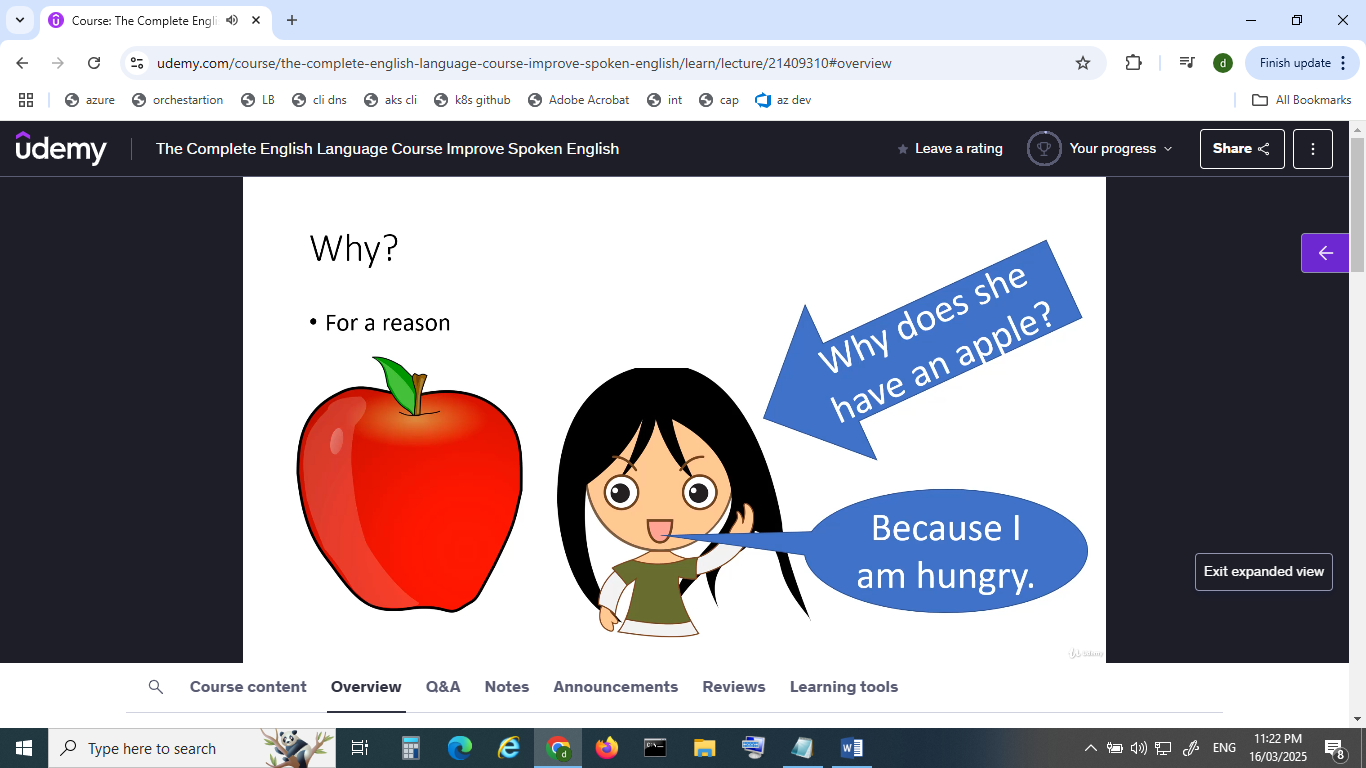 Course: The Complete Engli
udemy.com/course/the-complete-english-language-course-improve-spoken-english/learn/lecture/21409310#overview
d
Finish update
azure
orchestartion
LB
cli dns
aks cli
k8s github
Adobe Acrobat
int
cap
az dev
All Bookmarks
udemy
The Complete English Language Course Improve Spoken English
Leave a rating
Your progress
Share
Why?
• For a reason
Why does she
have an apple?
Because I
am hungry.
Udemy
Exit expanded view
Course content
Overview
Q&A
Notes
Announcements
Reviews
Learning tools
Type here to search
ENG
11:22 PM
16/03/2025
8